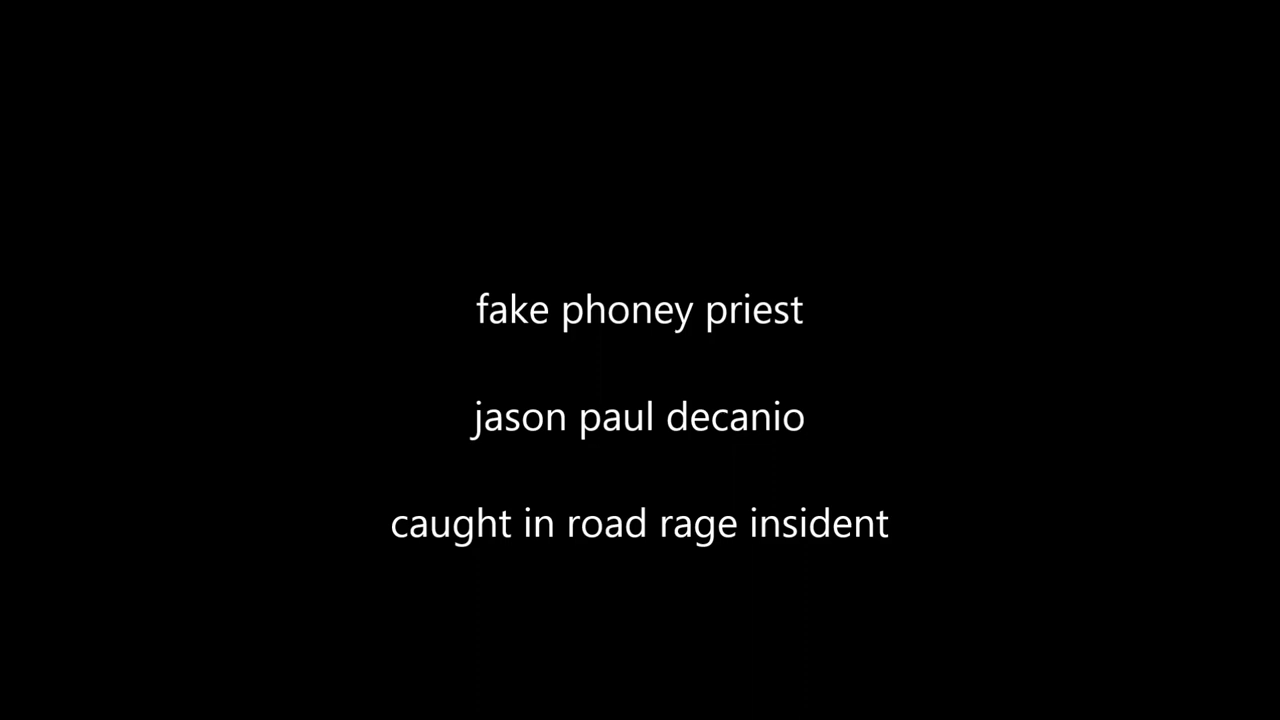 fake phoney priest
jason paul decanio
caught in road rage insident